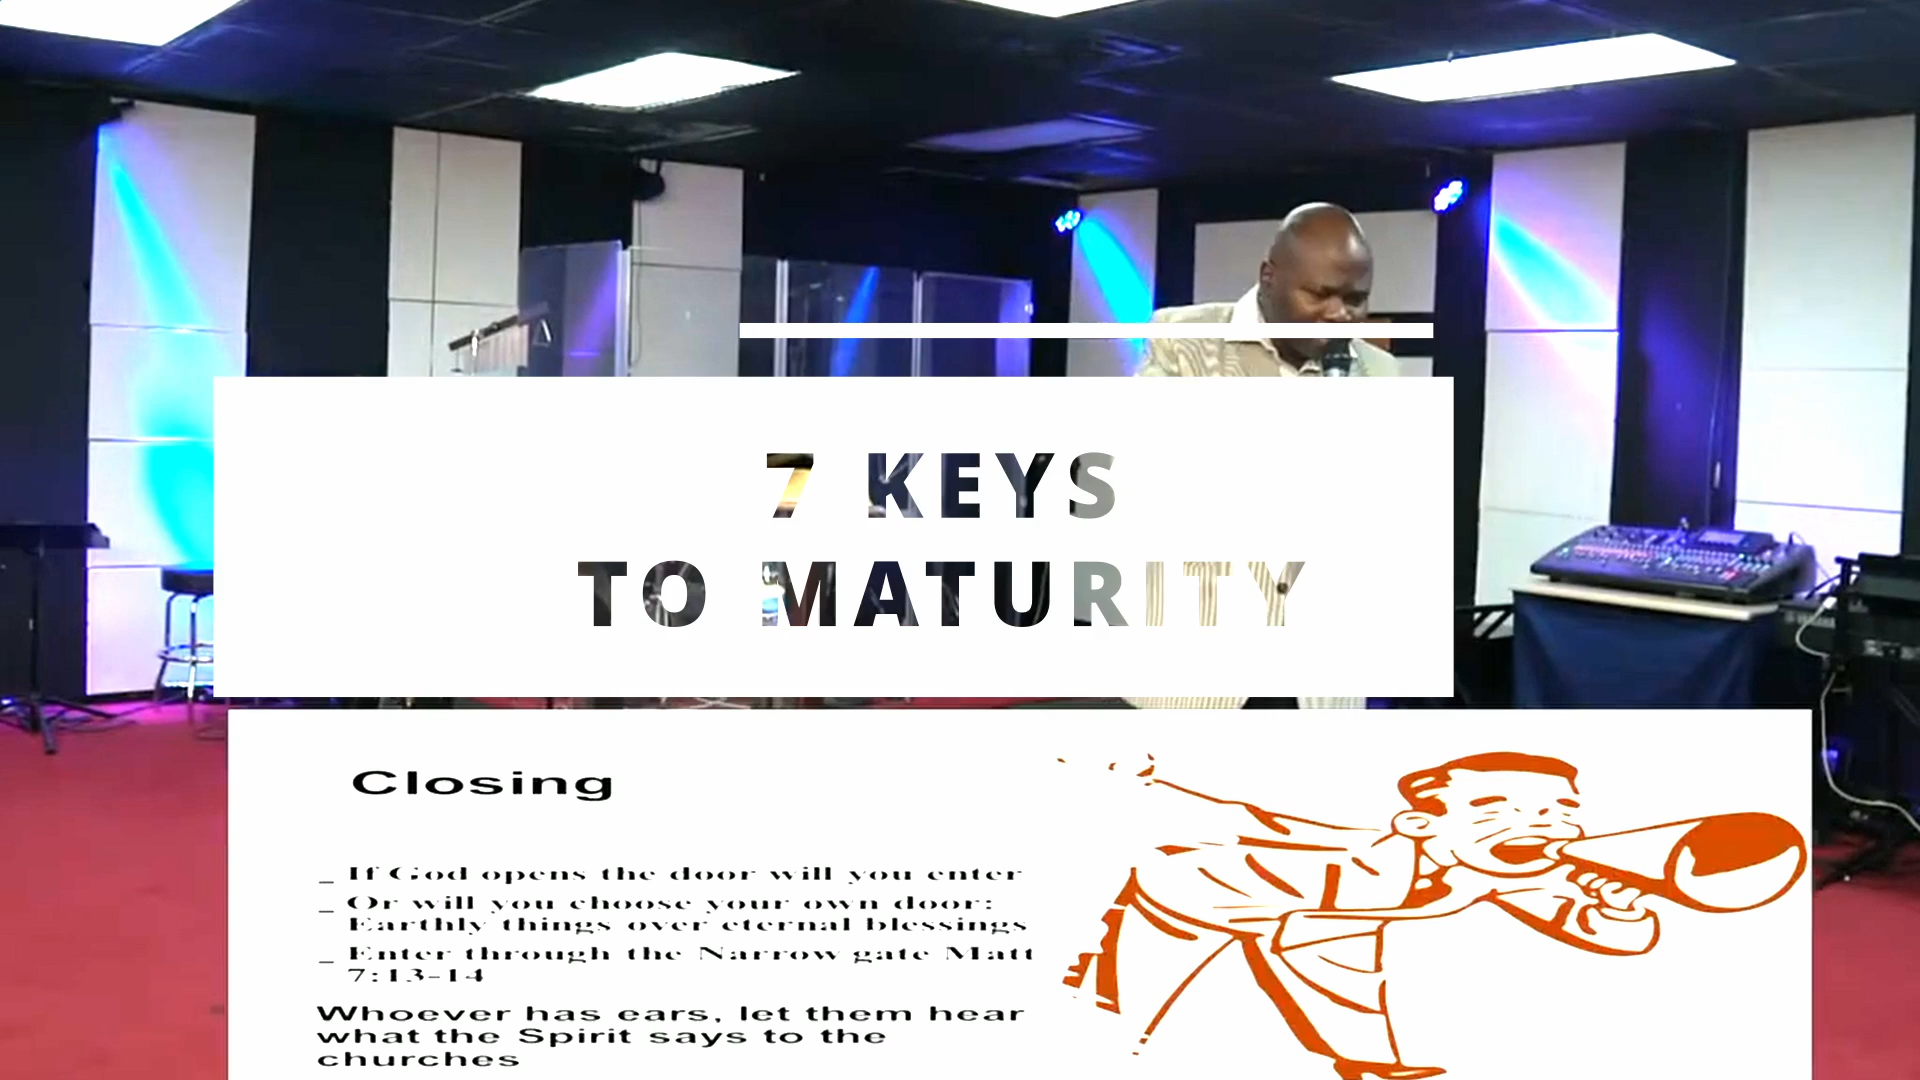 7 KEYS
TO MATURITY
Closing
_ If God opens the door will you enter
_ Or will you choose your own door:
Earthly things over eternal blessings
_ Enter through the Narrow gate Matt
7:13-14
Whoever has ears, let them hear
what the Spirit says to the
churches